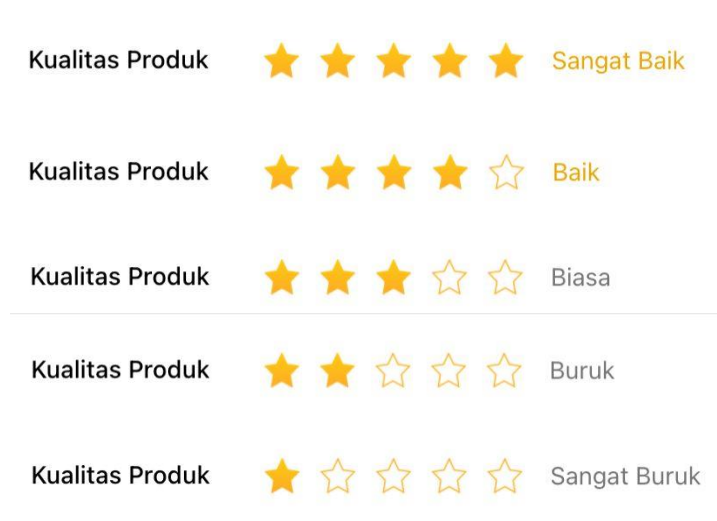 Kualitas Produk Sangat Baik
Kualitas Produk Baik
Kualitas Produk Biasa
Kualitas Produk Buruk
Kualitas Produk Sangat Buruk